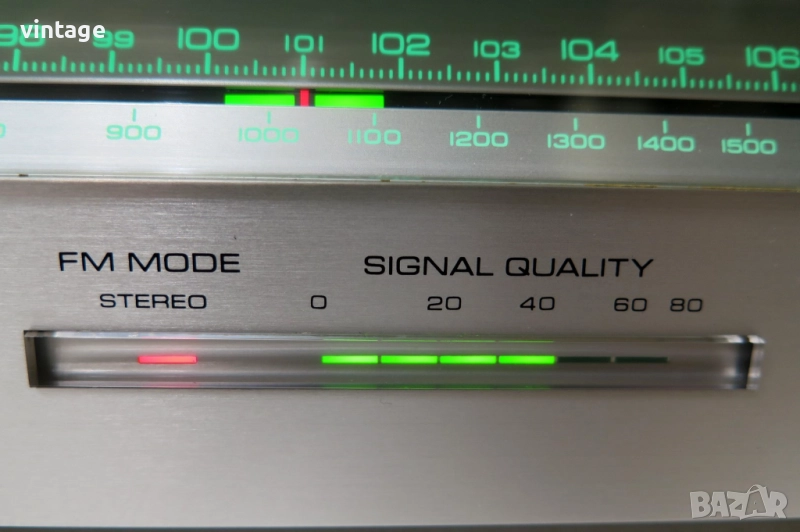 vintage
98 99 100 101 102 103 104 105 106
900 1000 1100 1200 1300 1400 1500
FM MODE SIGNAL QUALITY
STEREO 0 20 40 60 80
BAZAR